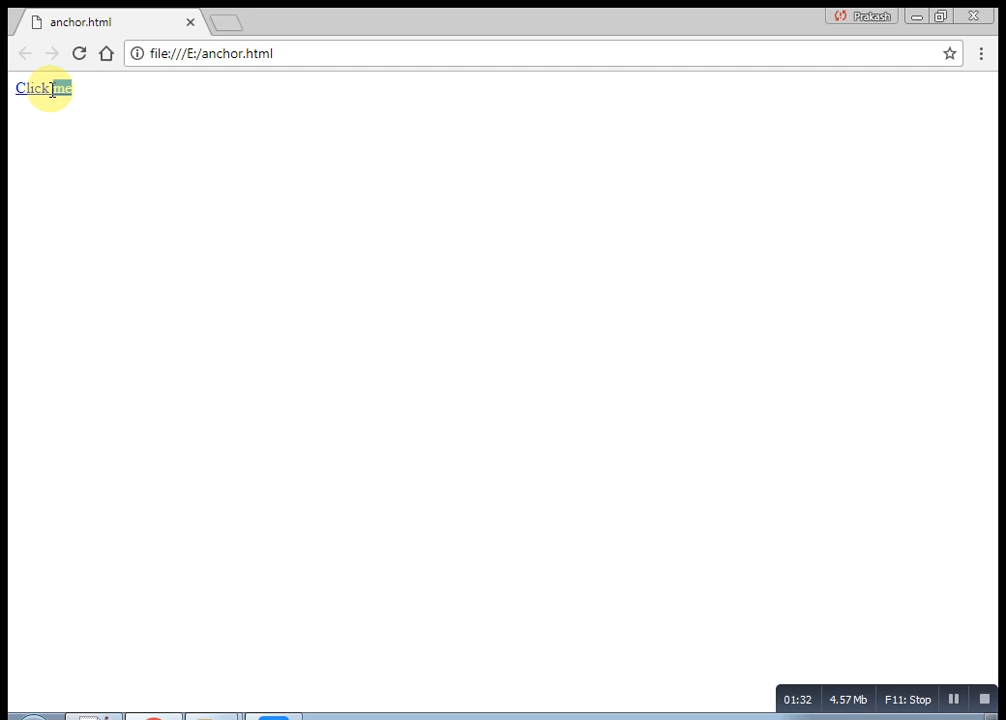 anchor.html
Prakash
file:///E:/anchor.html
Click me
01:32 4.57 Mb F11: Stop